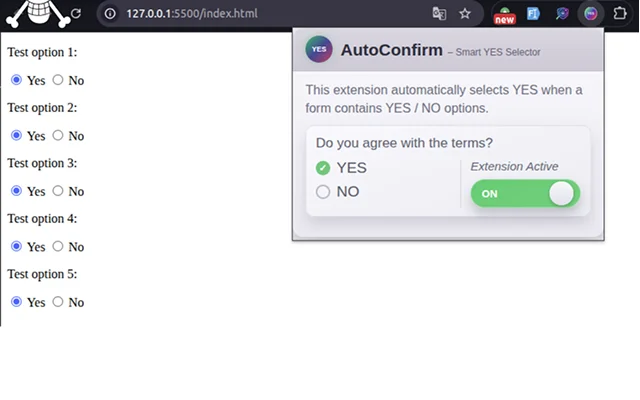 127.0.0.1:5500/index.html
new
YES
AutoConfirm – Smart YES Selector
This extension automatically selects YES when a
form contains YES / NO options.
Do you agree with the terms?
YES
NO
Extension Active
ON
Test option 1:
Yes No
Test option 2:
Yes No
Test option 3:
Yes No
Test option 4:
Yes No
Test option 5:
Yes No